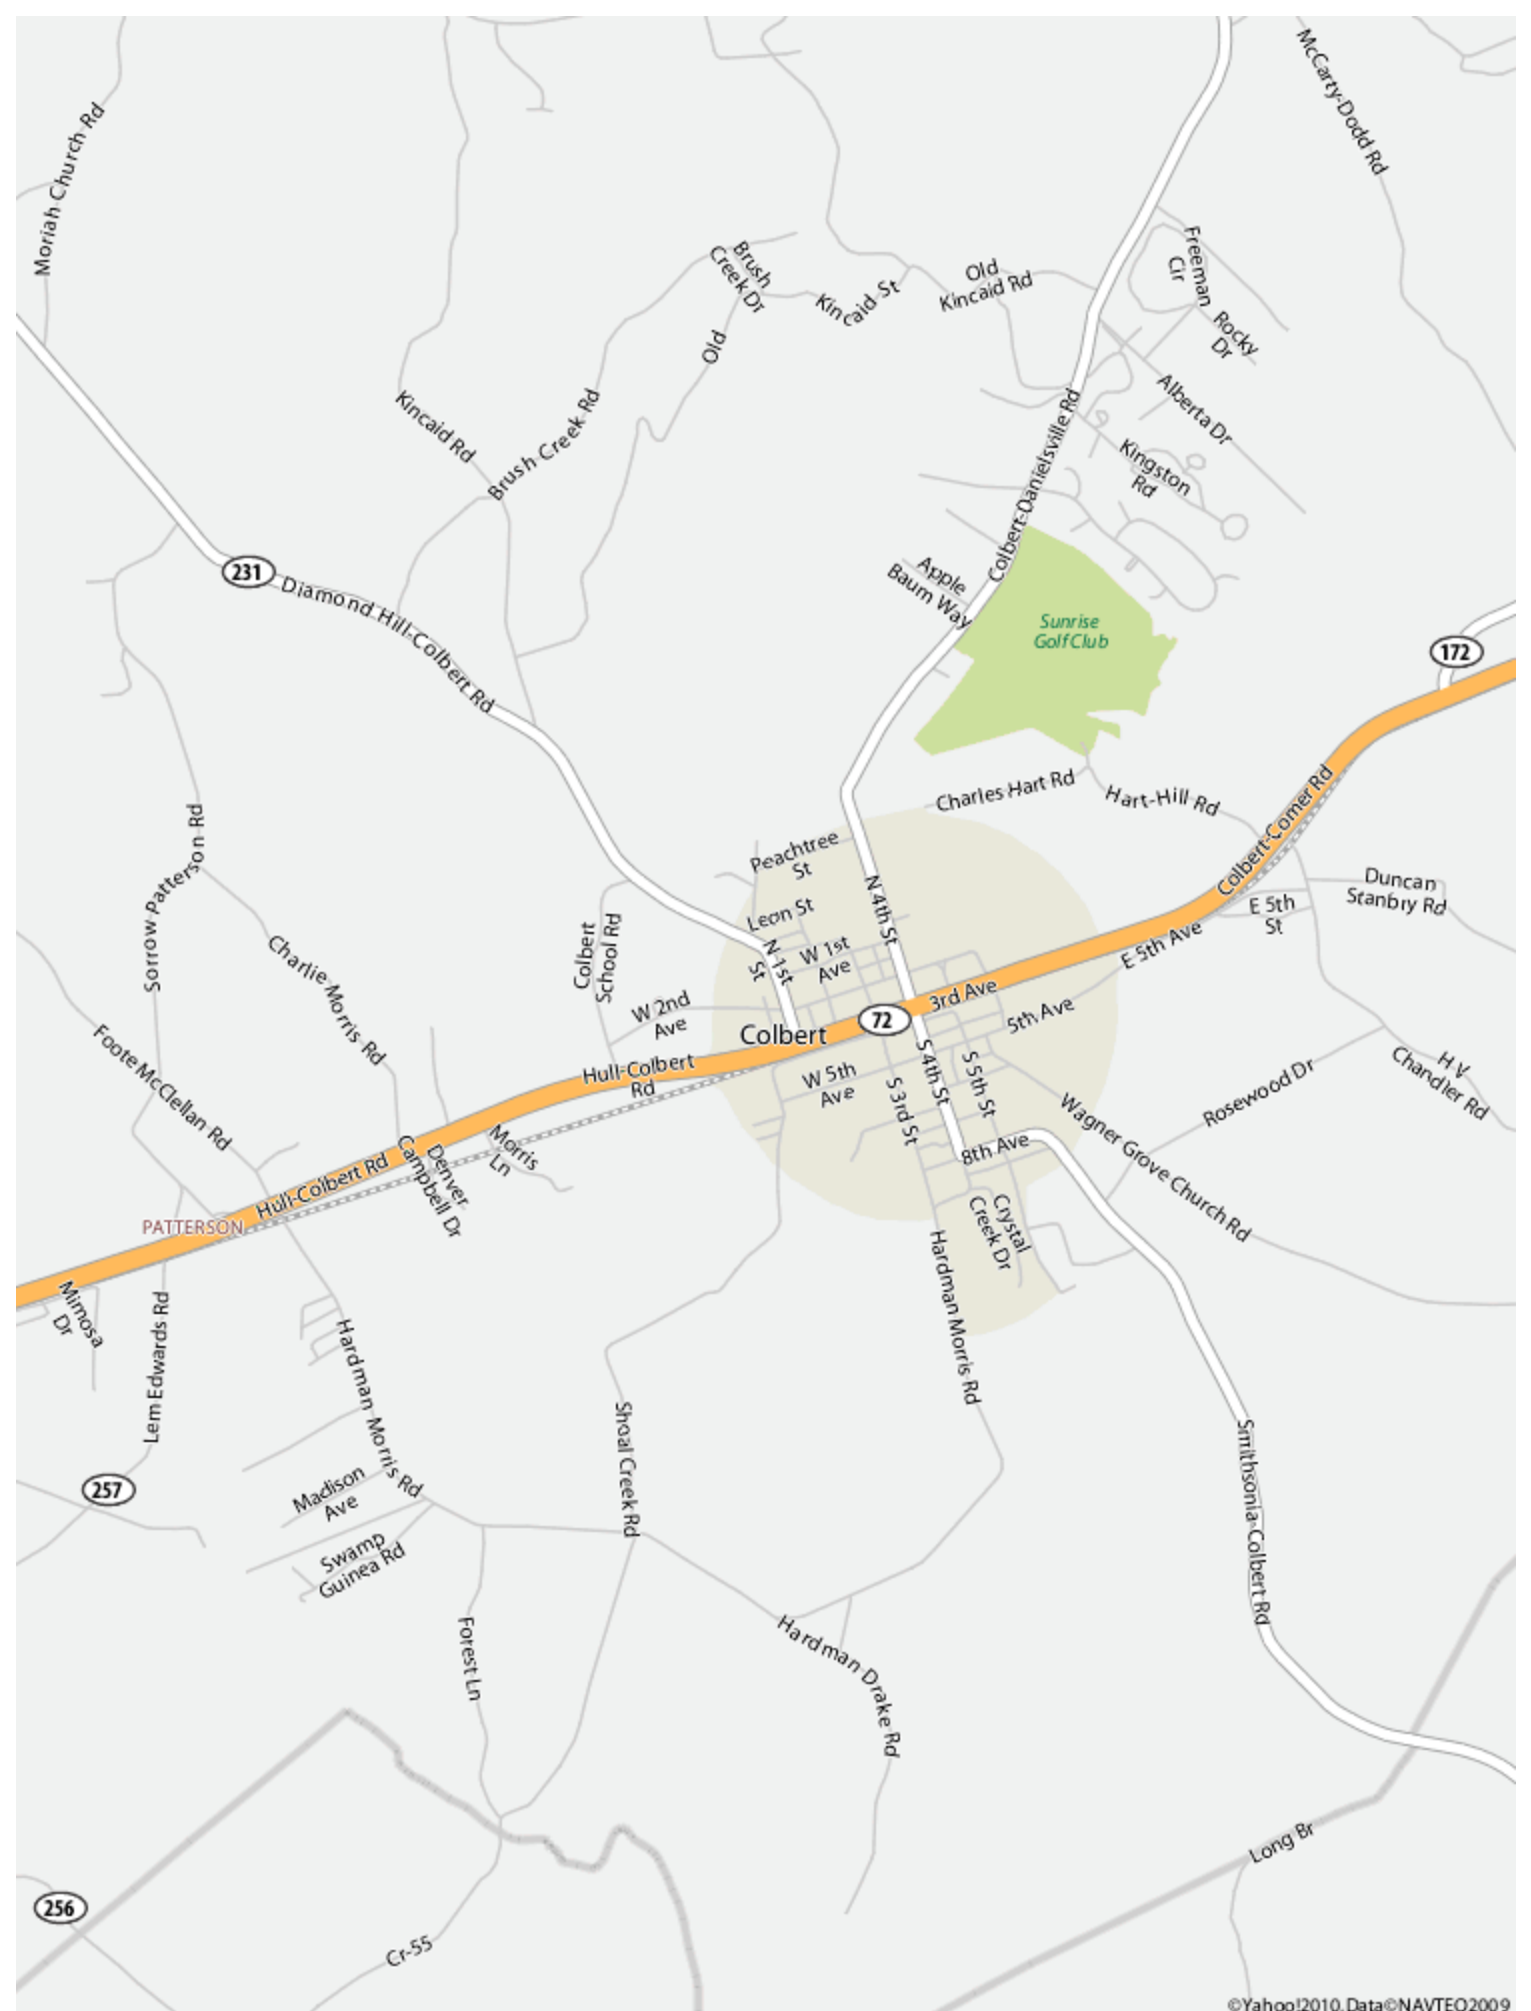 McCarty-Dodd Rd
Moriah Church Rd
Freeman
Cir
Brush
Creek Dr
Old
Kincaid Rd
Kincaid St
Rocky
Dr
Old
Alberta Dr
Kincaid Rd
Brush Creek Rd
Colbert-Danielsville Rd
Kingston
Rd
231
Diamond Hill-Colbert Rd
Apple
Baum Way
Sunrise
Golf Club
172
Charles Hart Rd
Hart-Hill Rd
Colbert-Comer Rd
Sorrow Patterson Rd
Peachtree
St
Duncan
Stanbry Rd
N 4th St
Leon St
E 5th
St
Colbert
School Rd
Charlie Morris Rd
N 1st
St
W 1st
Ave
E 5th Ave
3rd Ave
W 2nd
Ave
5th Ave
72
Colbert
Foote McClellan Rd
Hull-Colbert
Rd
S 4th St
S 5th St
W 5th
Ave
S 3rd St
H V
Chandler Rd
Rosewood Dr
Wagner Grove Church Rd
Morris
Ln
Denver
Campbell Dr
8th Ave
Hull-Colbert Rd
PATTERSON
Crystal
Creek Dr
Hardman Morris Rd
Mimosa
Dr
Lem Edwards Rd
Hardman Morris Rd
Shoal Creek Rd
Smithsonia-Colbert Rd
257
Madison
Ave
Swamp
Guinea Rd
Forest Ln
Hardman Drake Rd
Long Br
256
Cr-55
©Yahoo!2010,Data©NAVTEQ2009